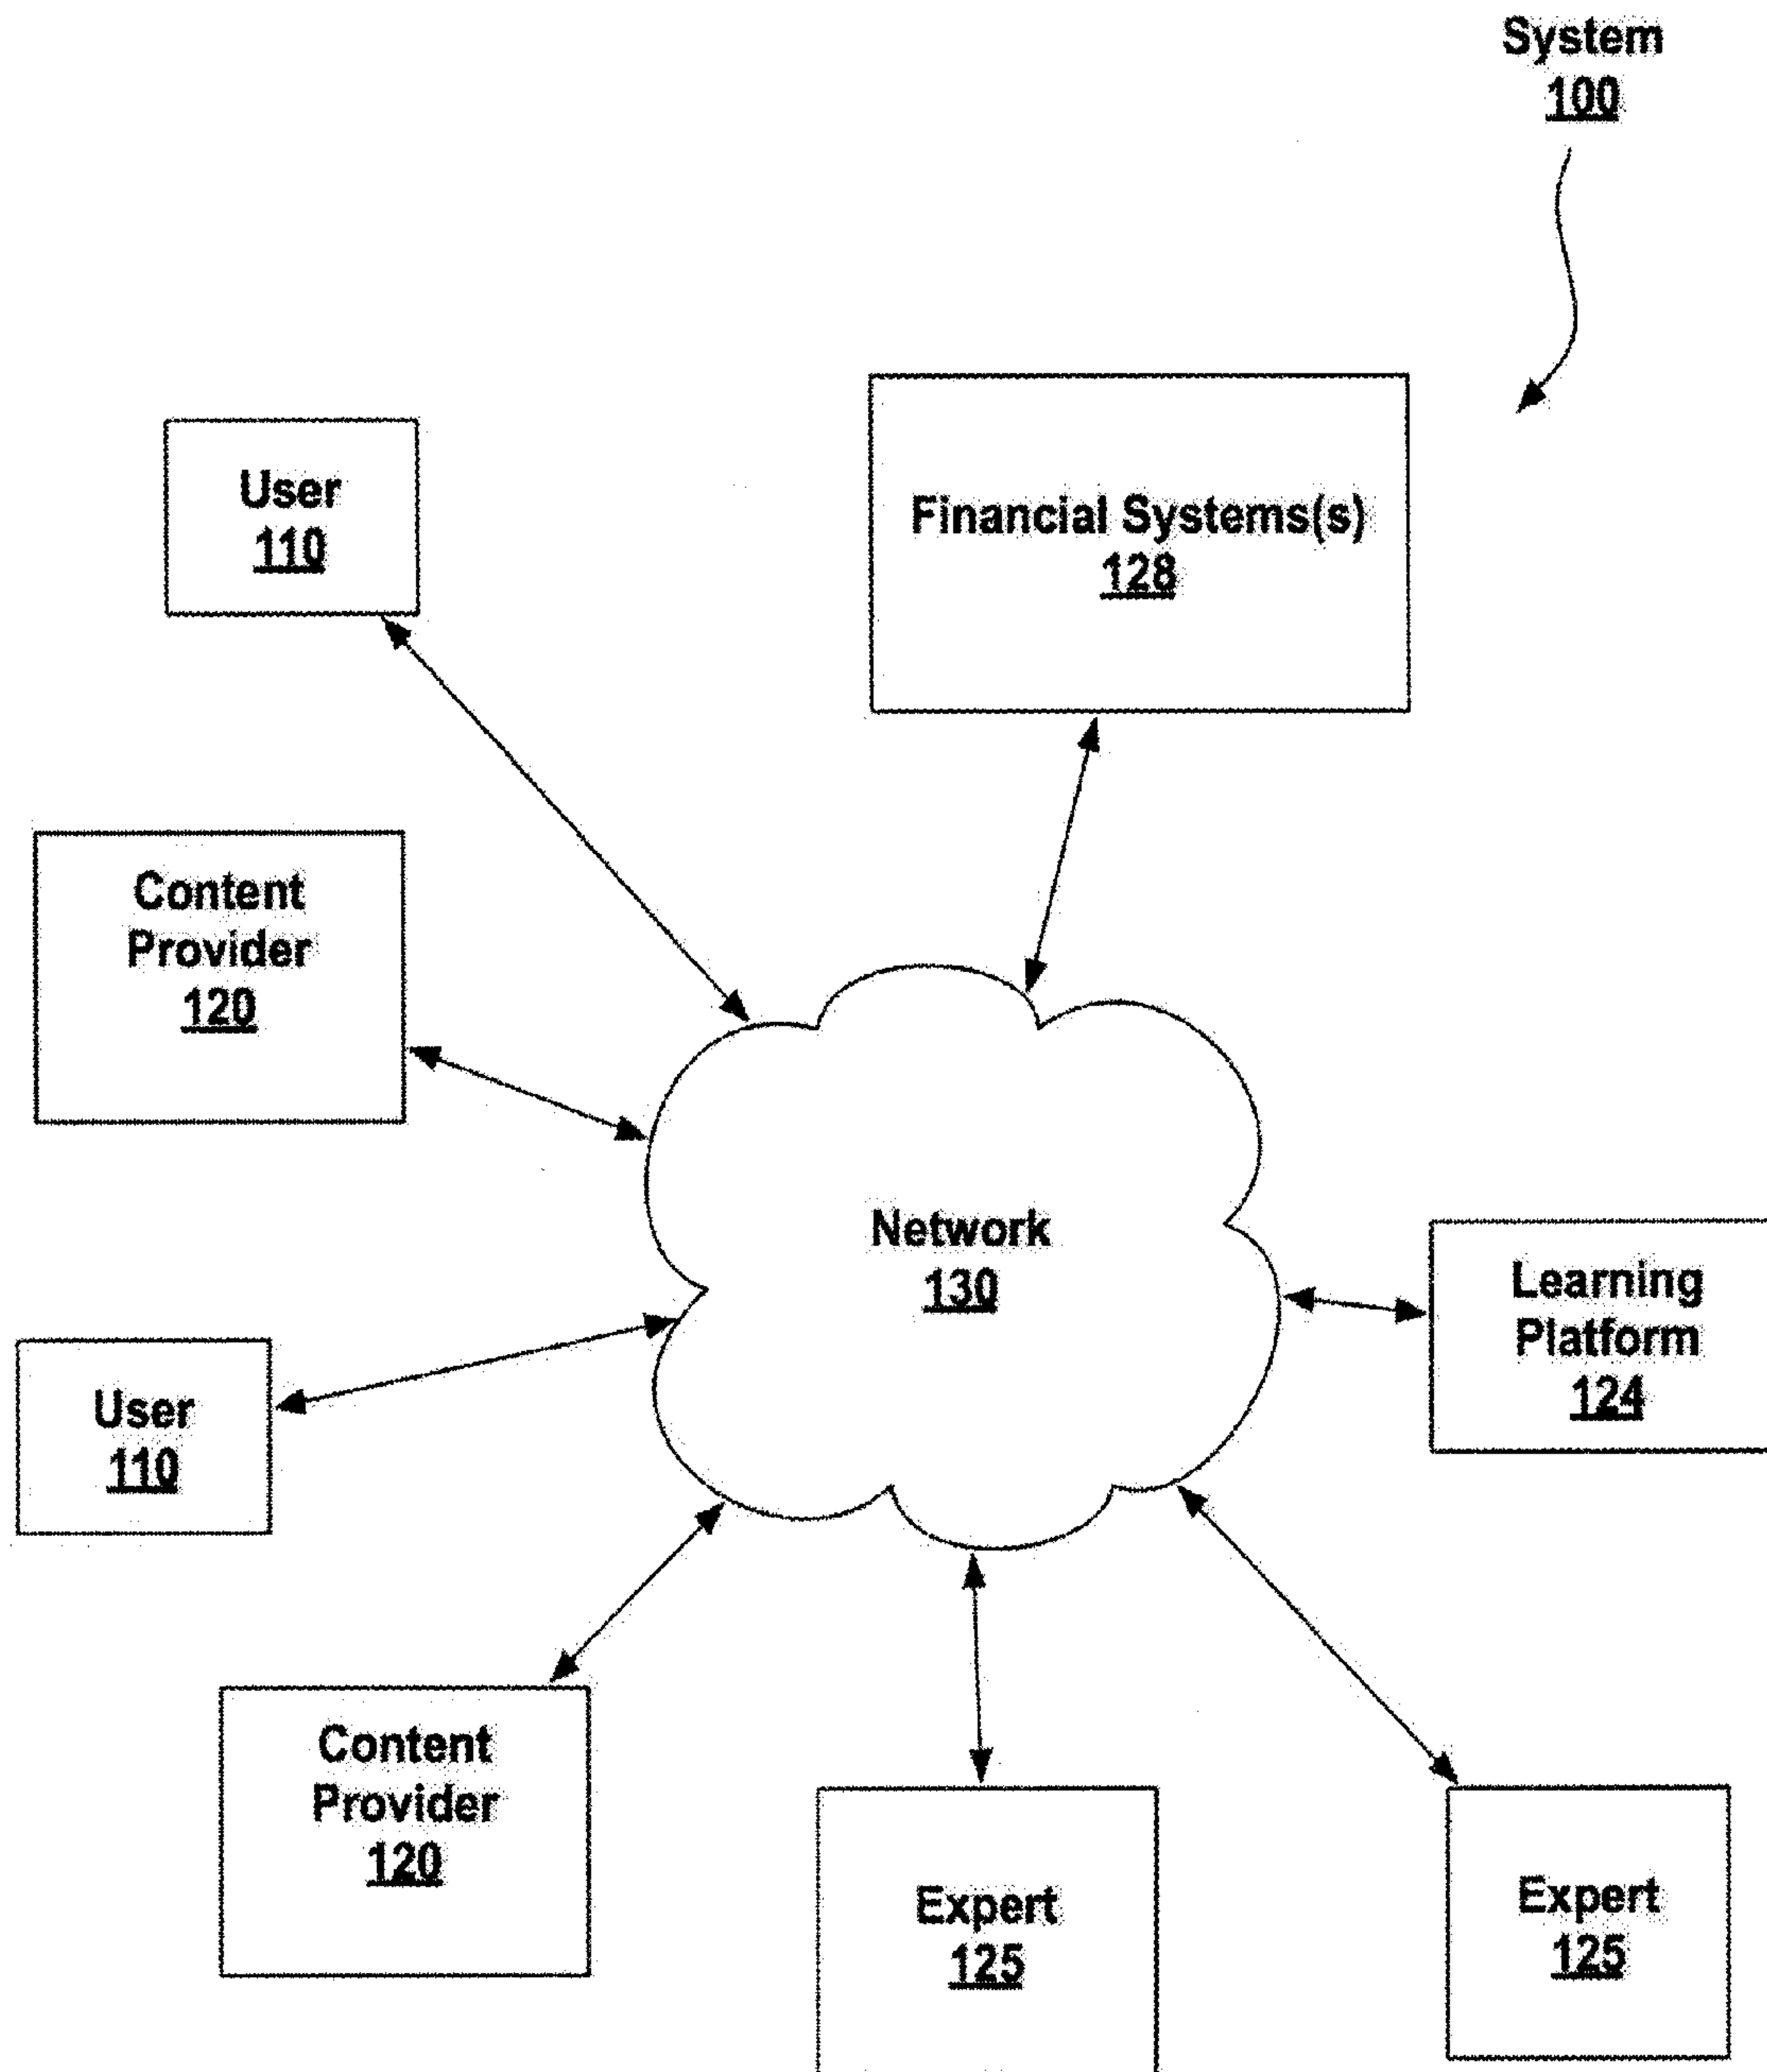 System
100
User
110
Financial Systems(s)
128
Content
Provider
120
Network
130
Learning
Platform
124
User
110
Content
Provider
120
Expert
125
Expert
125